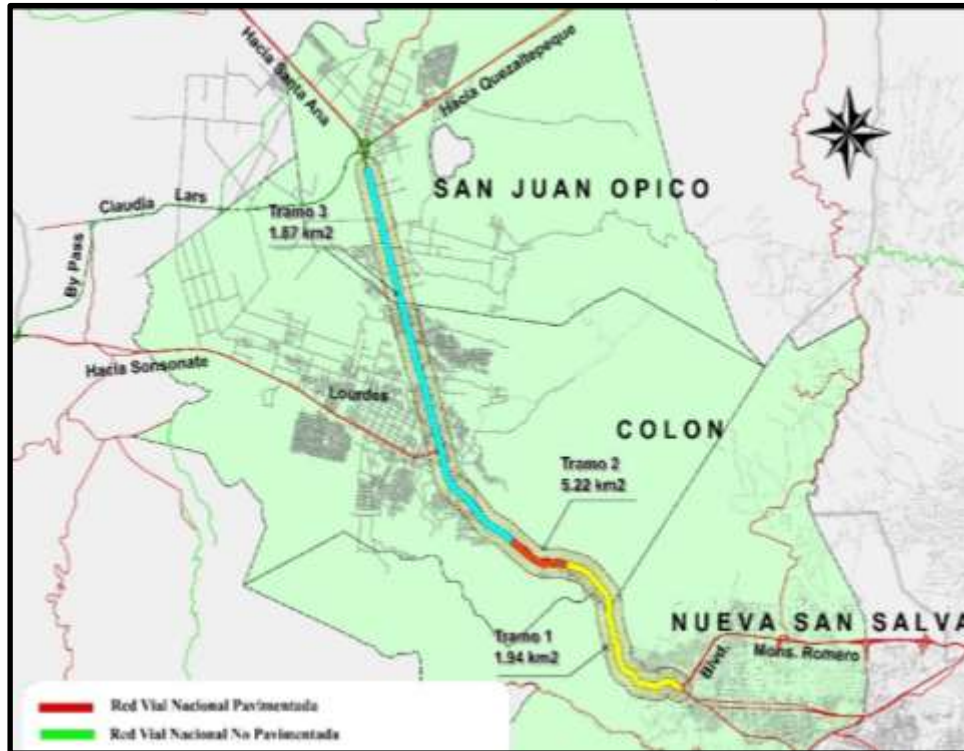 Hacia Santa Ana
Hacia Quezaltepeque
SAN JUAN OPICO
Claudia Lars
Tramo 3
1.87 km2
By Pass
Hacia Sonsonate
Lourdes
COLON
Tramo 2
5.22 km2
NUEVA SAN SALVA
Tramo 1
1.94 km2
Blvd. Mons. Romero
Red Vial Nacional Pavimentada
Red Vial Nacional No Pavimentada